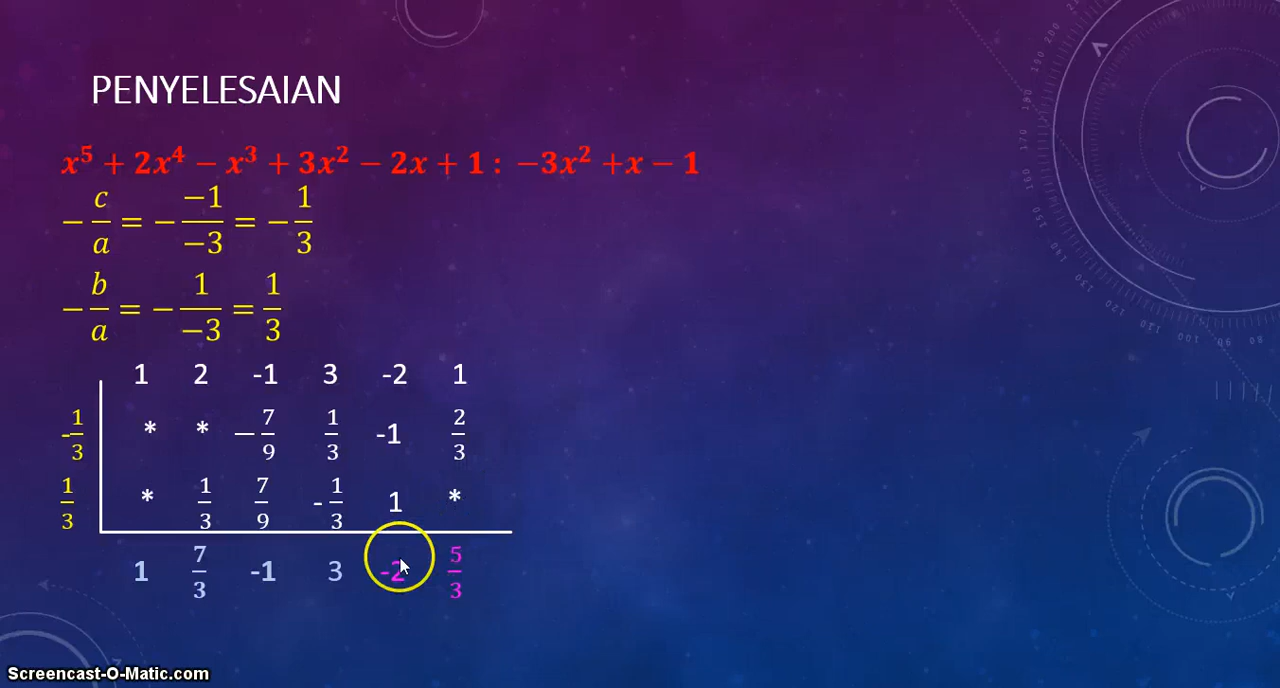 PENYELESAIAN
x⁵ + 2x⁴ − x³ + 3x² − 2x + 1 : −3x² +x − 1
− c/a = − −1/−3 = − 1/3
− b/a = − 1/−3 = 1/3
1 2 -1 3 -2 1
-1/3 * * −7/9 1/3 -1 2/3
1/3 * 1/3 7/9 -1/3 1 *
1 7/3 -1 3 -2 5/3
Screencast-O-Matic.com